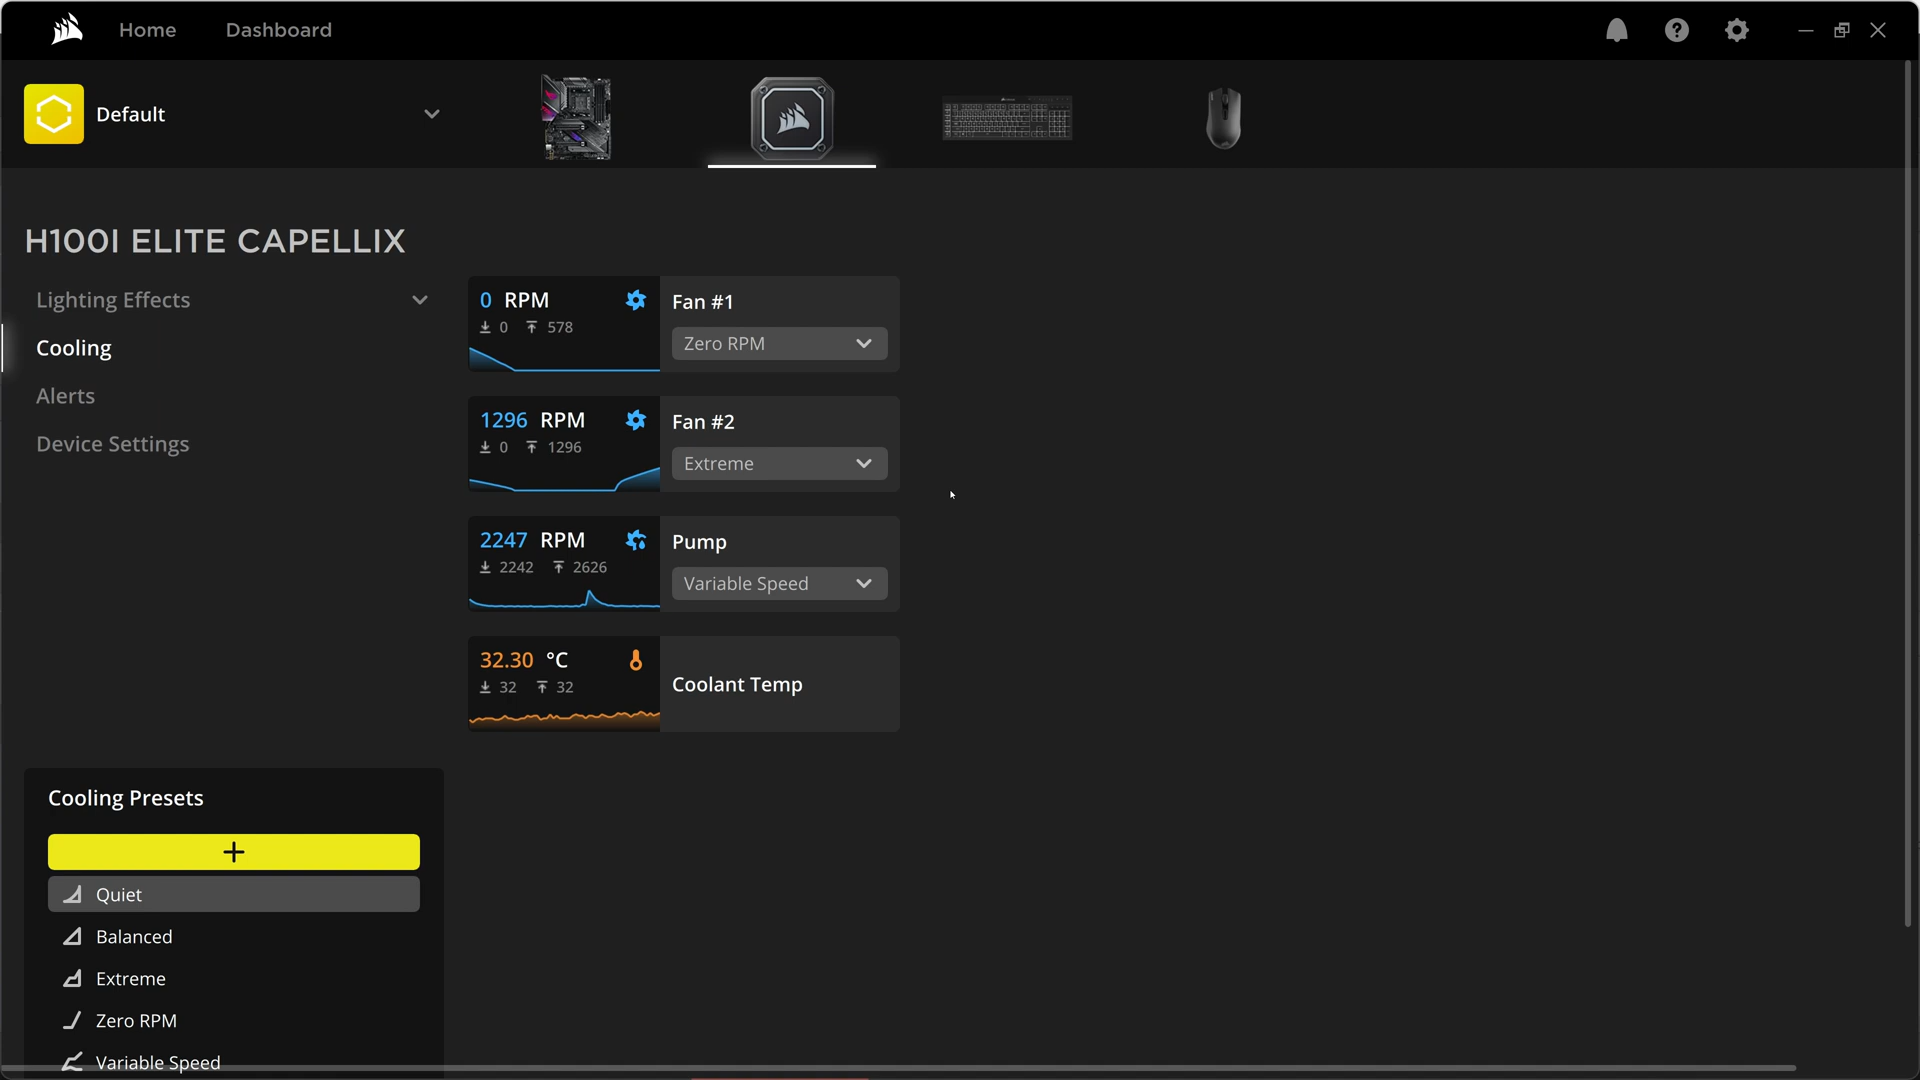 Home Dashboard
Default
H100I ELITE CAPELLIX
Lighting Effects
Cooling
Alerts
Device Settings
0 RPM
0 578
Fan #1
Zero RPM
1296 RPM
0 1296
Fan #2
Extreme
2247 RPM
2242 2626
Pump
Variable Speed
32.30 °C
32 32
Coolant Temp
Cooling Presets
Quiet
Balanced
Extreme
Zero RPM
Variable Speed